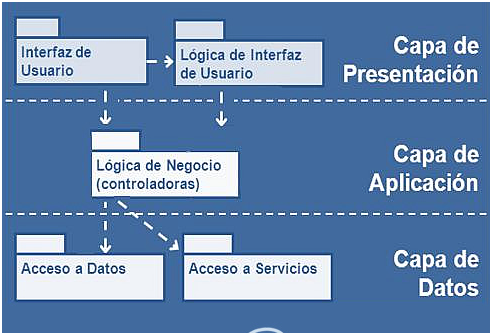 Interfaz de
Usuario
Lógica de Interfaz
de Usuario
Capa de
Presentación
Lógica de Negocio
(controladoras)
Capa de
Aplicación
Acceso a Datos
Acceso a Servicios
Capa de
Datos